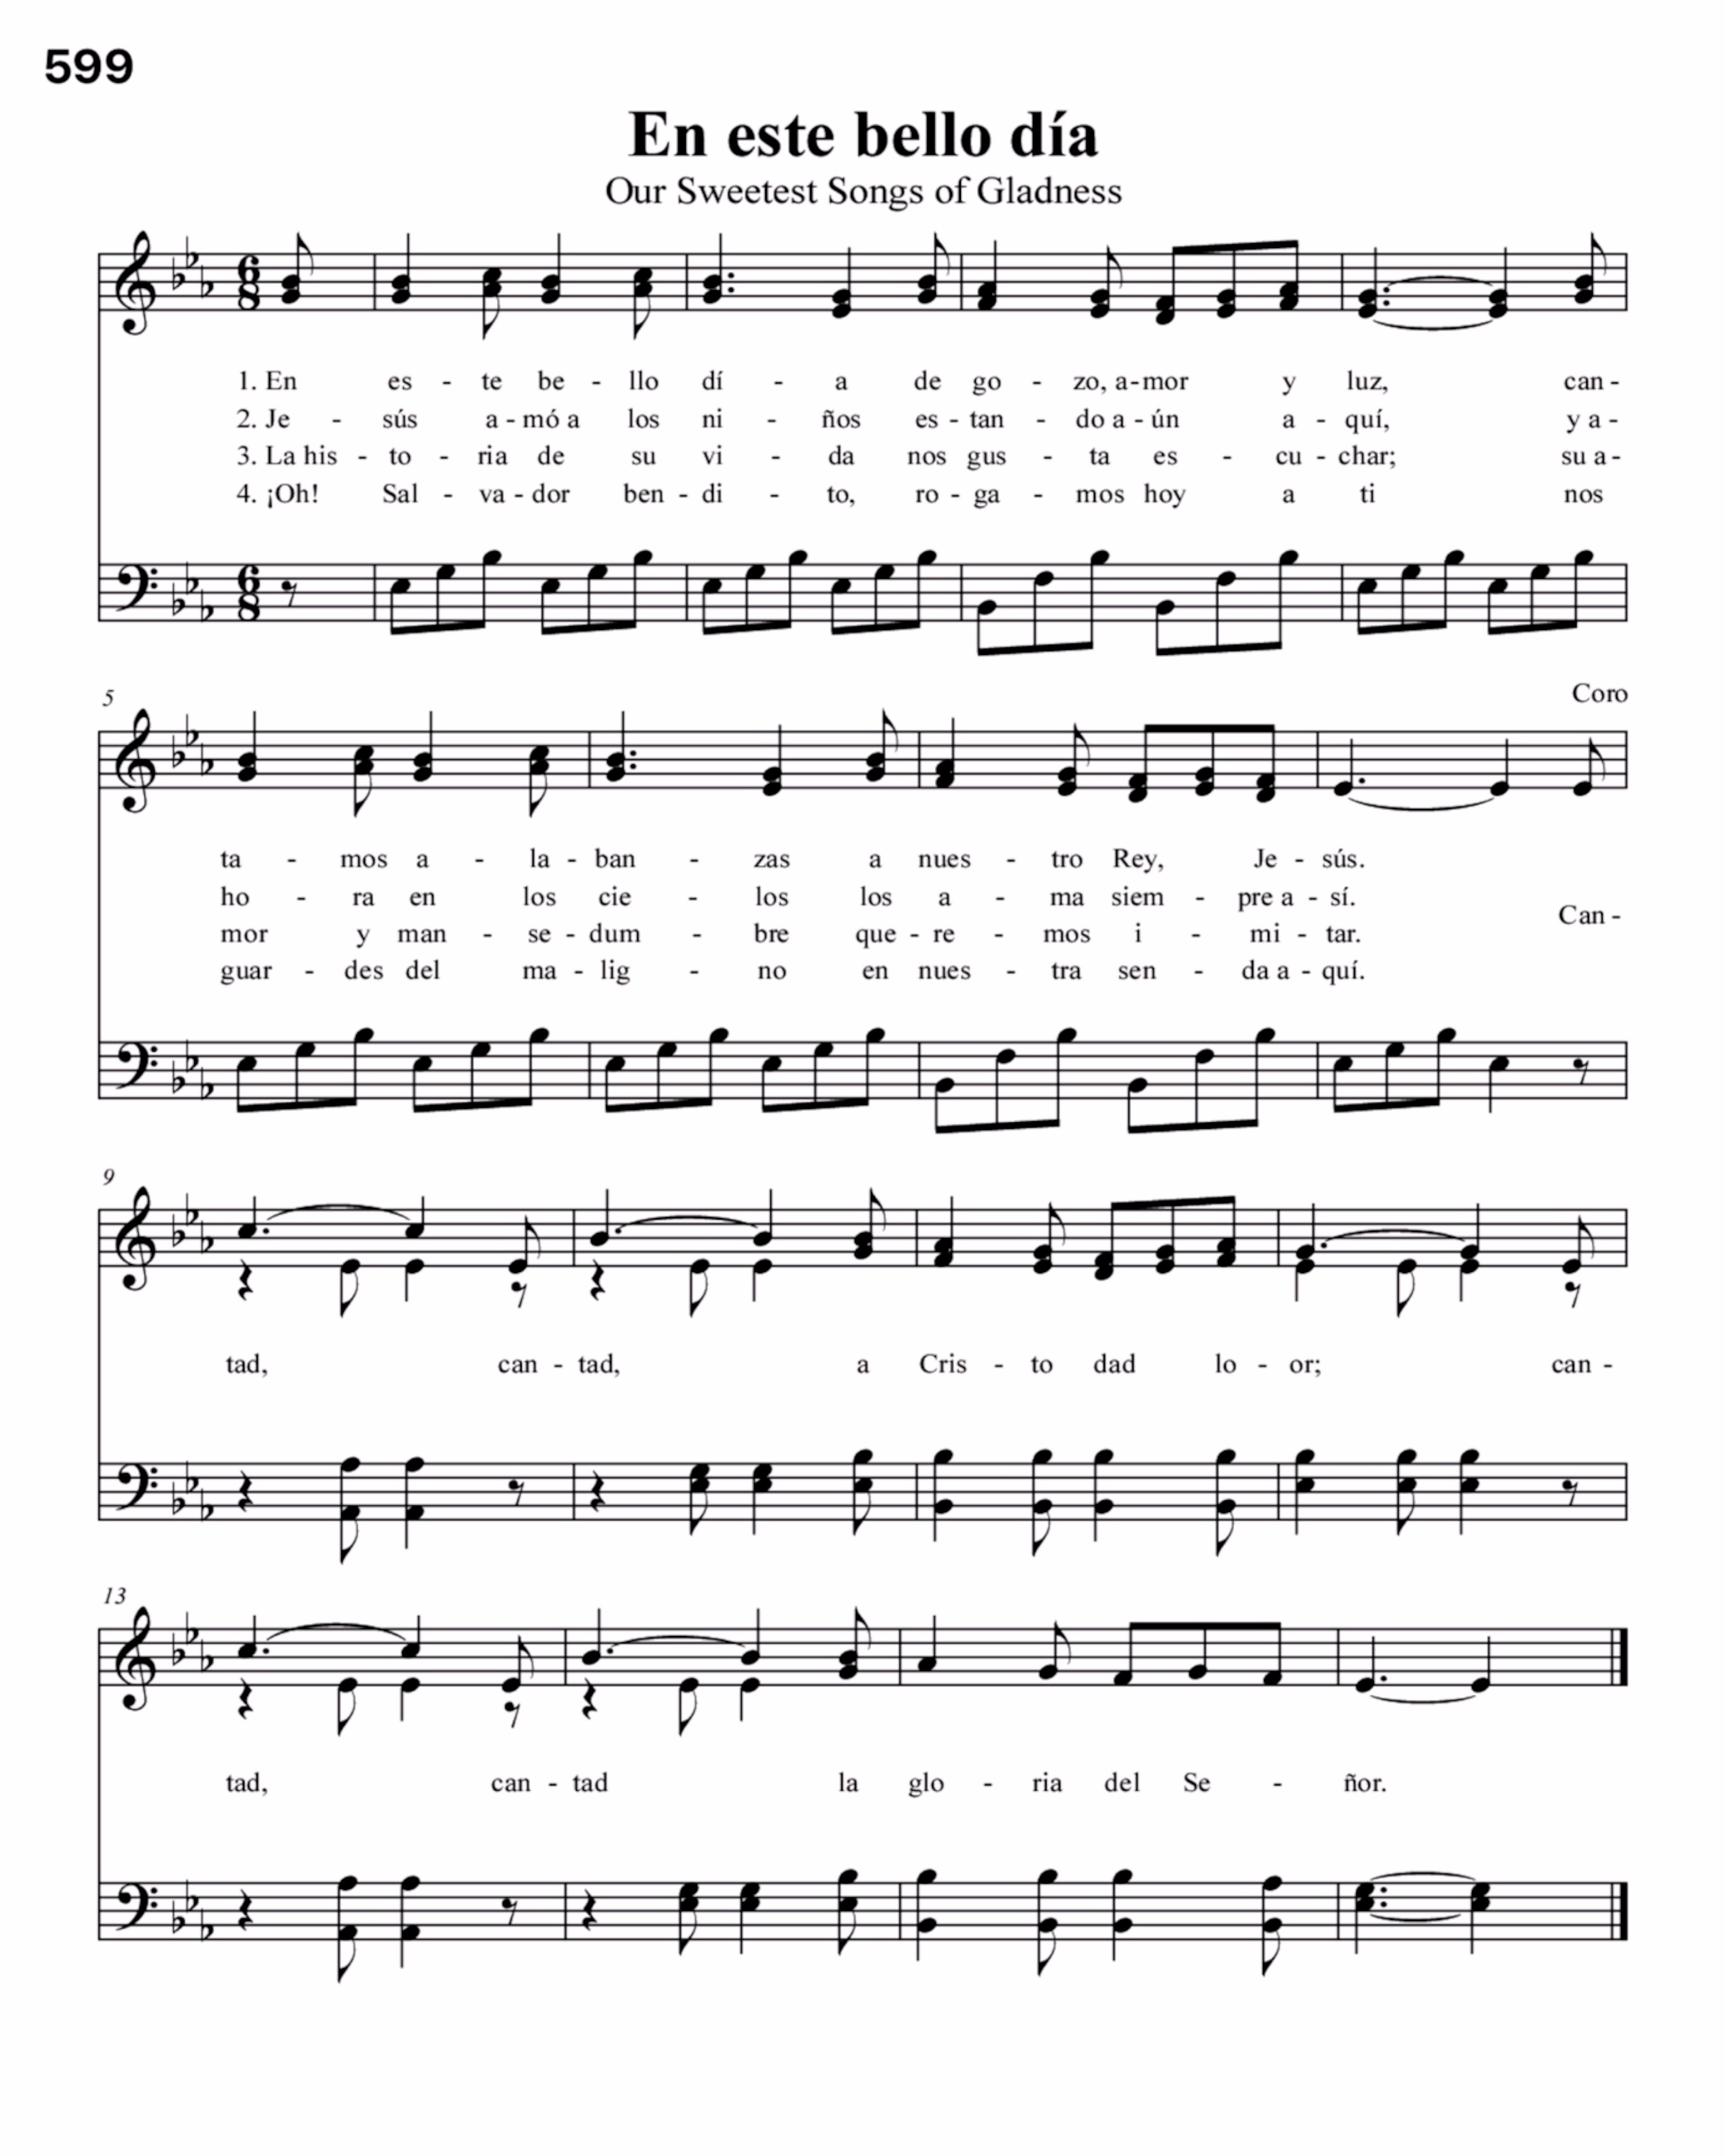 599
En este bello día
Our Sweetest Songs of Gladness
1. En es - te be - llo dí - a de go - zo, a - mor y luz, can -
2. Je - sús a - mó a los ni - ños es - tan - do a - ún a - quí, y a -
3. La his - to - ria de su vi - da nos gus - ta es - cu - char; su a -
4. ¡Oh! Sal - va - dor ben - di - to, ro - ga - mos hoy a ti nos
5
Coro
ta - mos a - la - ban - zas a nues - tro Rey, Je - sús.
ho - ra en los cie - los los a - ma siem - pre a - sí.
Can -
mor y man - se - dum - bre que - re - mos i - mi - tar.
guar - des del ma - lig - no en nues - tra sen - da a - quí.
9
tad, can - tad, a Cris - to dad lo - or; can -
13
tad, can - tad la glo - ria del Se - ñor.